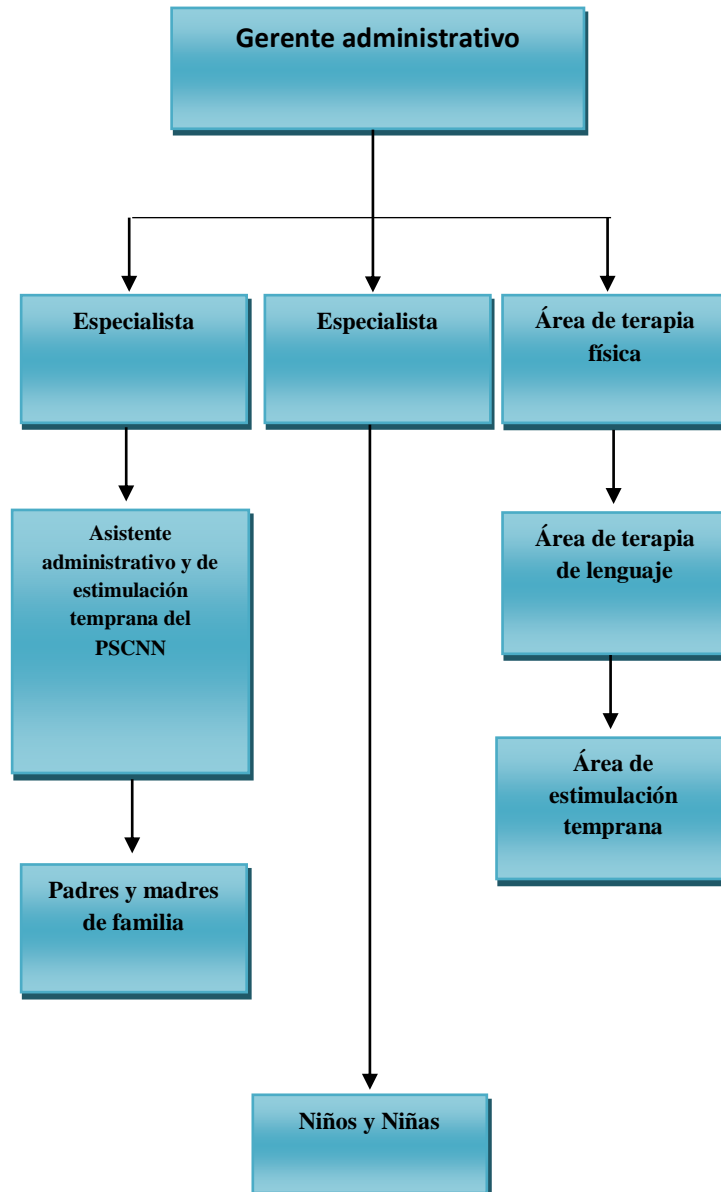 Gerente administrativo
Especialista
Especialista
Área de terapia
física
Asistente
administrativo y de
estimulación
temprana del
PSCNN
Área de terapia
de lenguaje
Área de
estimulación
temprana
Padres y madres
de familia
Niños y Niñas